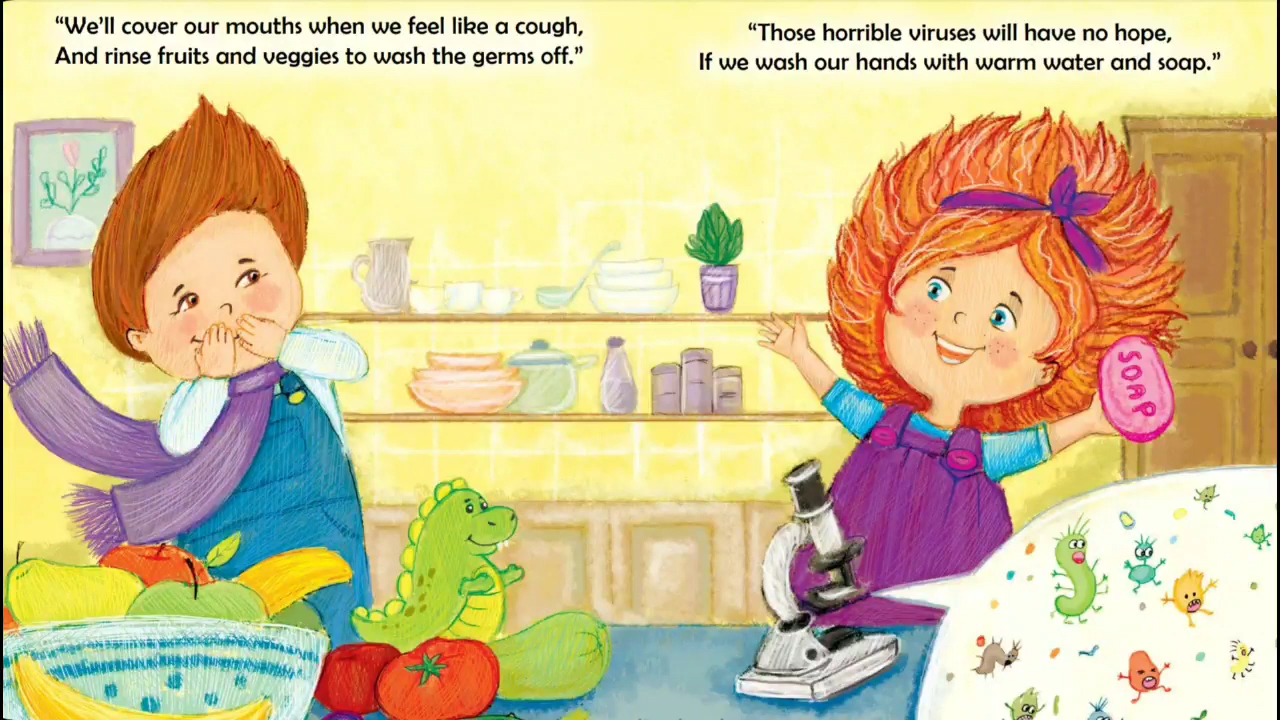 “We’ll cover our mouths when we feel like a cough,
And rinse fruits and veggies to wash the germs off.”
“Those horrible viruses will have no hope,
If we wash our hands with warm water and soap.”
SOAP